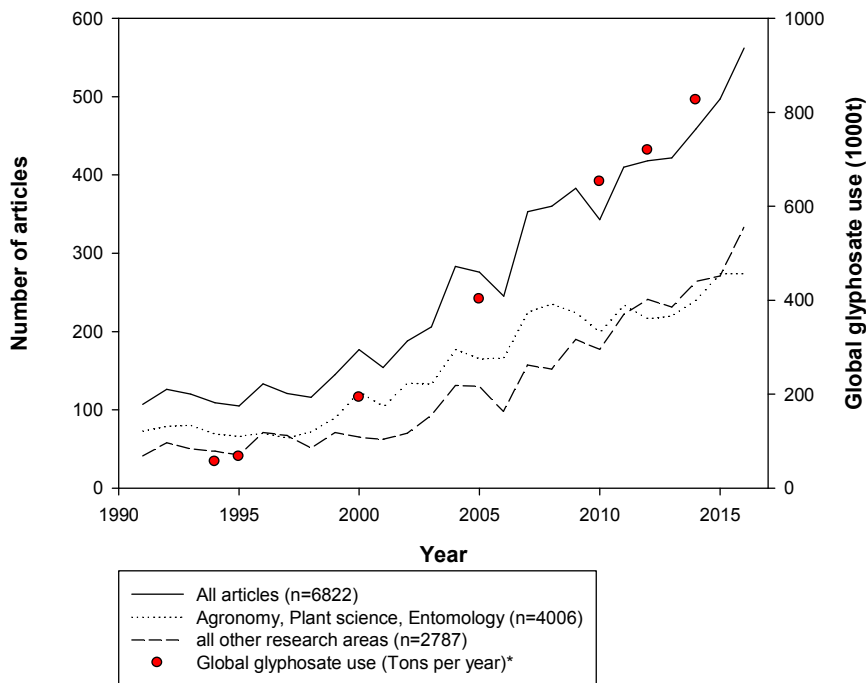 600
500
400
300
200
100
0
Number of articles
1000
800
600
400
200
0
Global glyphosate use (1000t)
1990
1995
2000
2005
2010
2015
Year
All articles (n=6822)
Agronomy, Plant science, Entomology (n=4006)
all other research areas (n=2787)
Global glyphosate use (Tons per year)*